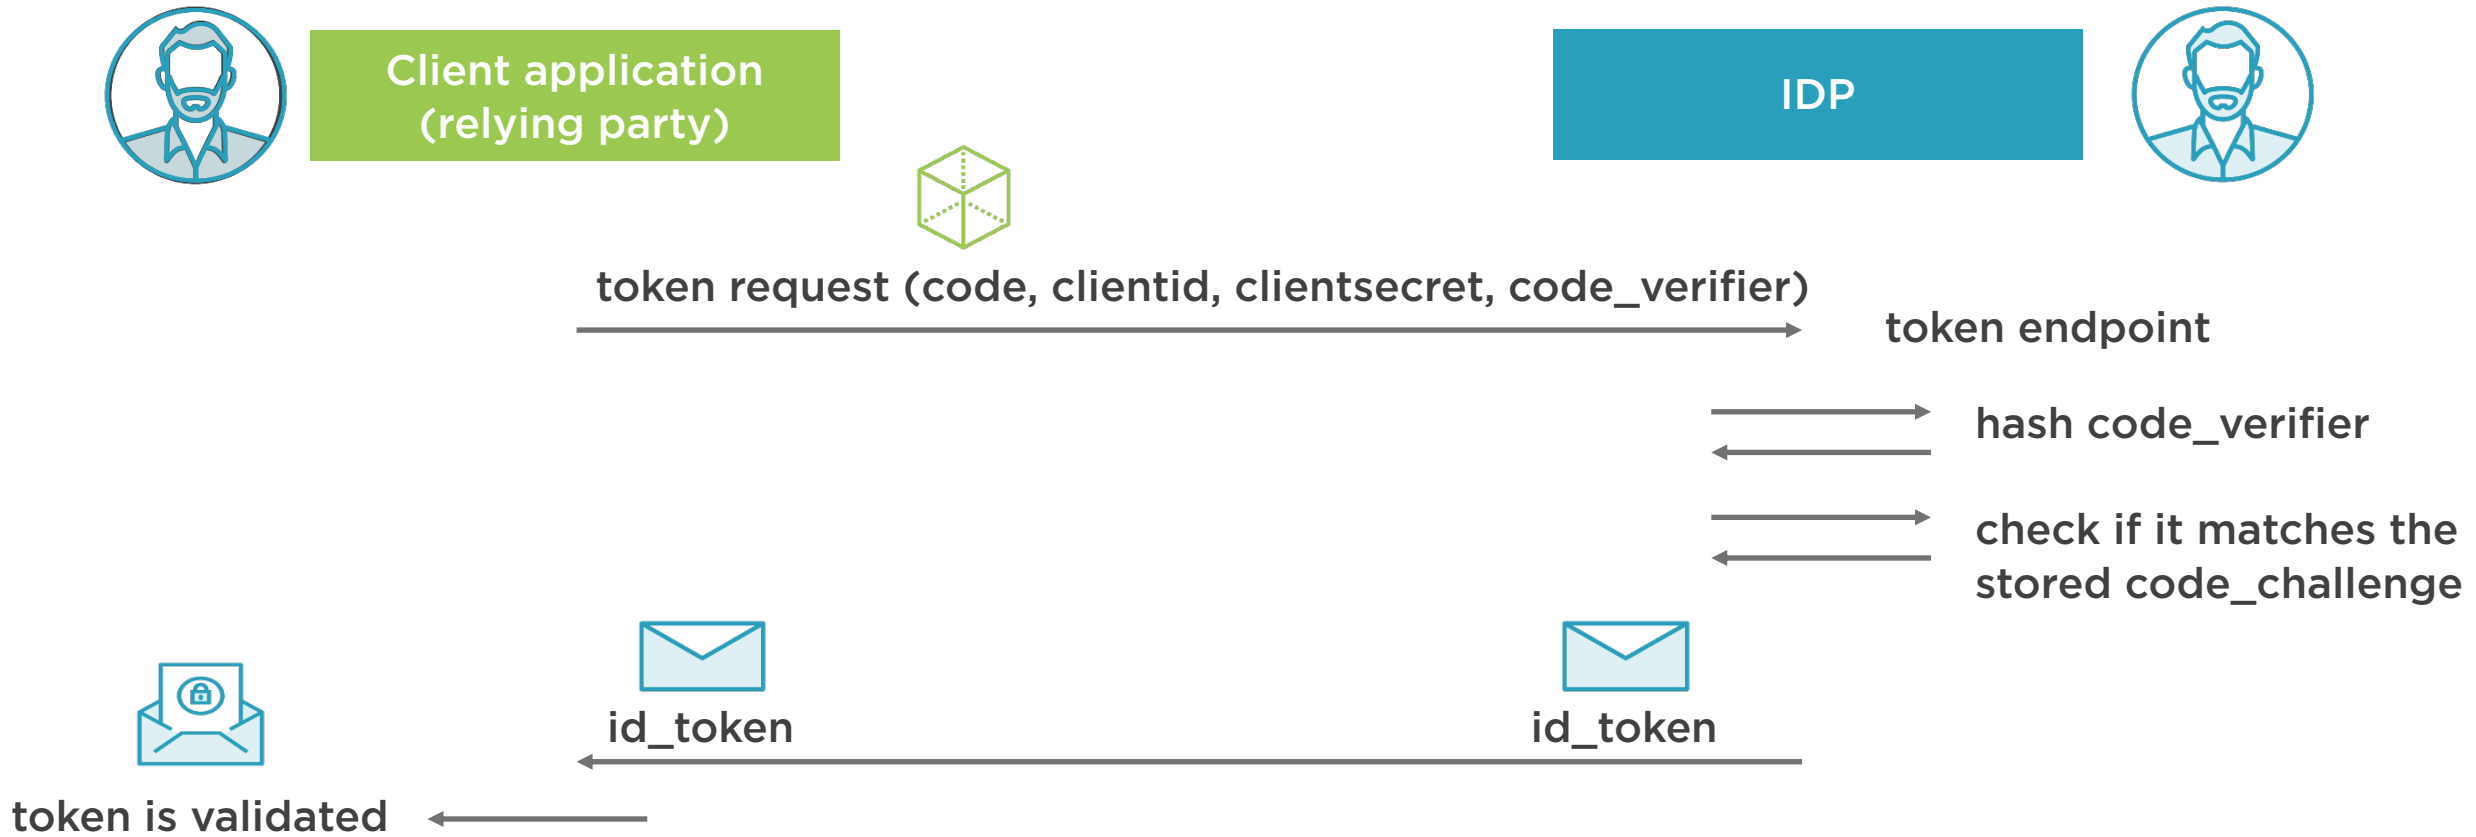 Client application
(relying party)
IDP
token request (code, clientid, clientsecret, code_verifier)
token endpoint
hash code_verifier
check if it matches the
stored code_challenge
id_token
id_token
token is validated